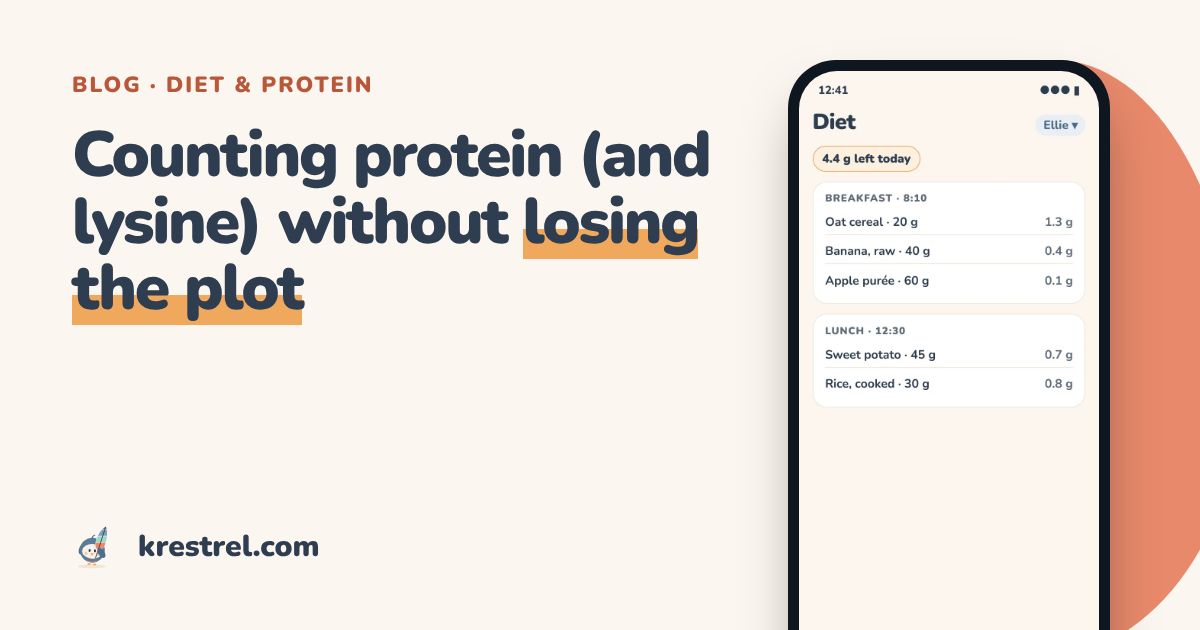 BLOG · DIET & PROTEIN
Counting protein (and
lysine) without losing
the plot
krestrel.com
12:41
Diet
Ellie ▾
4.4 g left today
BREAKFAST · 8:10
Oat cereal · 20 g 1.3 g
Banana, raw · 40 g 0.4 g
Apple purée · 60 g 0.1 g
LUNCH · 12:30
Sweet potato · 45 g 0.7 g
Rice, cooked · 30 g 0.8 g